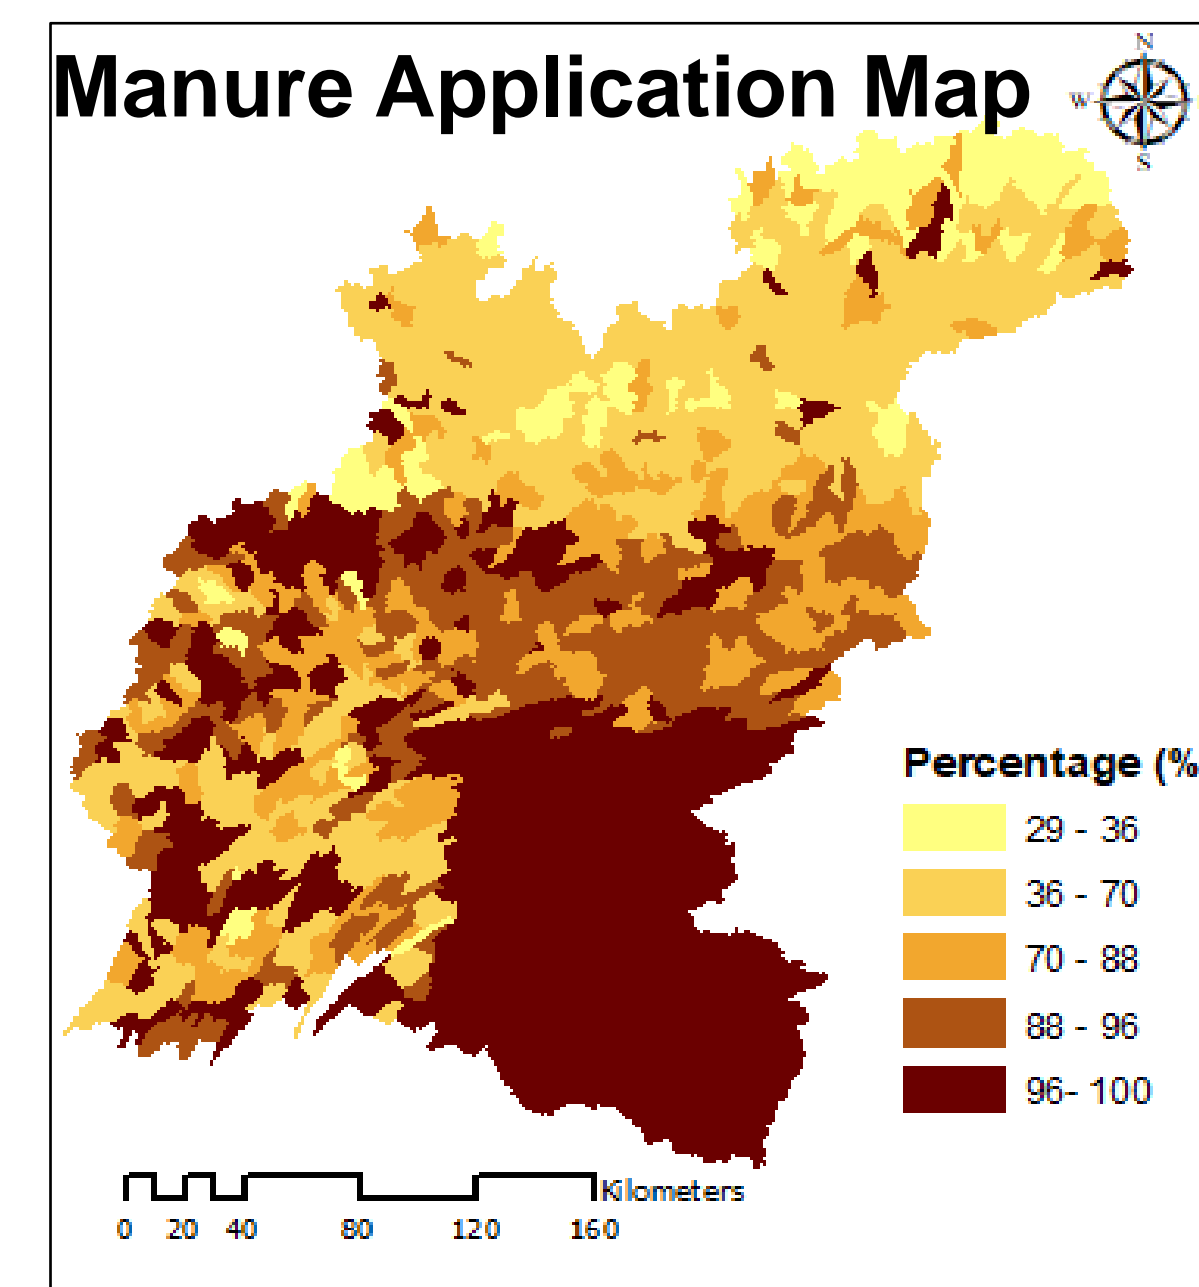 Manure Application Map
N
W
S
Percentage (%
29 - 36
36 - 70
70 - 88
88 - 96
96- 100
Kilometers
0 20 40 80 120 160